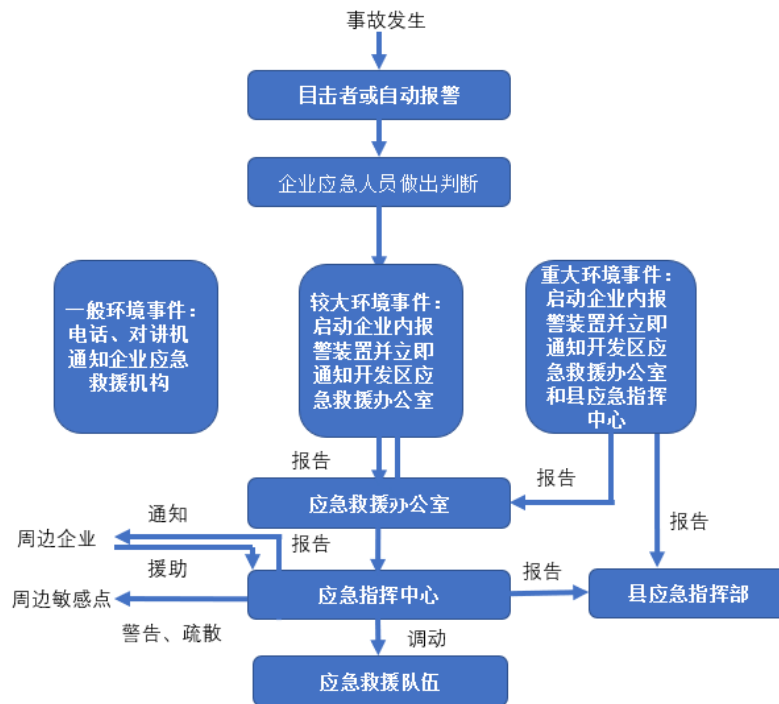 事故发生
目击者或自动报警
企业应急人员做出判断
一般环境事件：
电话、对讲机
通知企业应急
救援机构
较大环境事件：
启动企业内报
警装置并立即
通知开发区应
急救援办公室
重大环境事件：
启动企业内报
警装置并立即
通知开发区应
急救援办公室
和县应急指挥
中心
报告
报告
应急救援办公室
通知
报告
报告
周边企业
援助
报告
周边敏感点
应急指挥中心
县应急指挥部
警告、疏散
调动
应急救援队伍